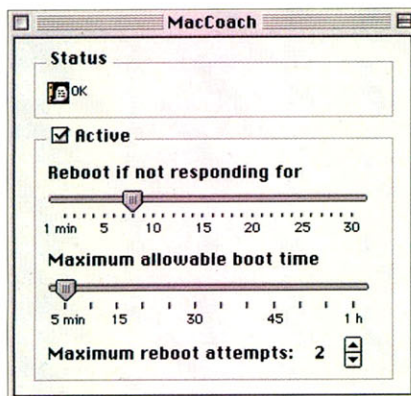 MacCoach
Status
OK
Active
Reboot if not responding for
1 min 5 10 15 20 25 30
Maximum allowable boot time
5 min 15 30 45 1 h
Maximum reboot attempts: 2